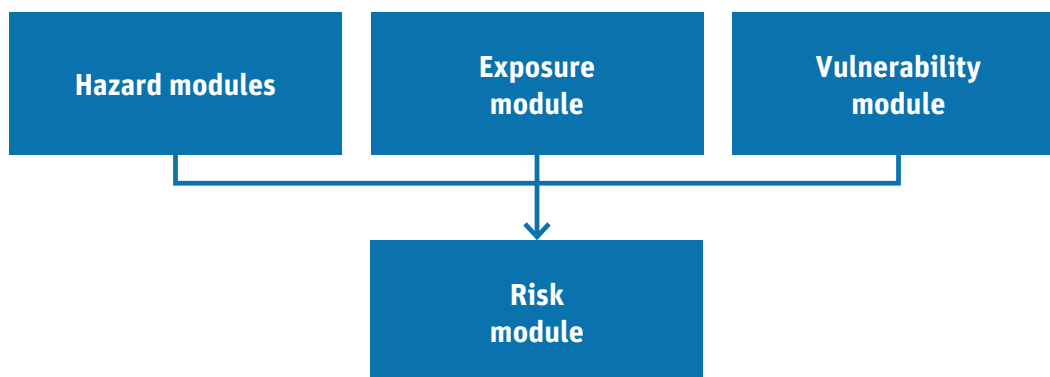 Hazard modules
Exposure
module
Vulnerability
module
Risk
module